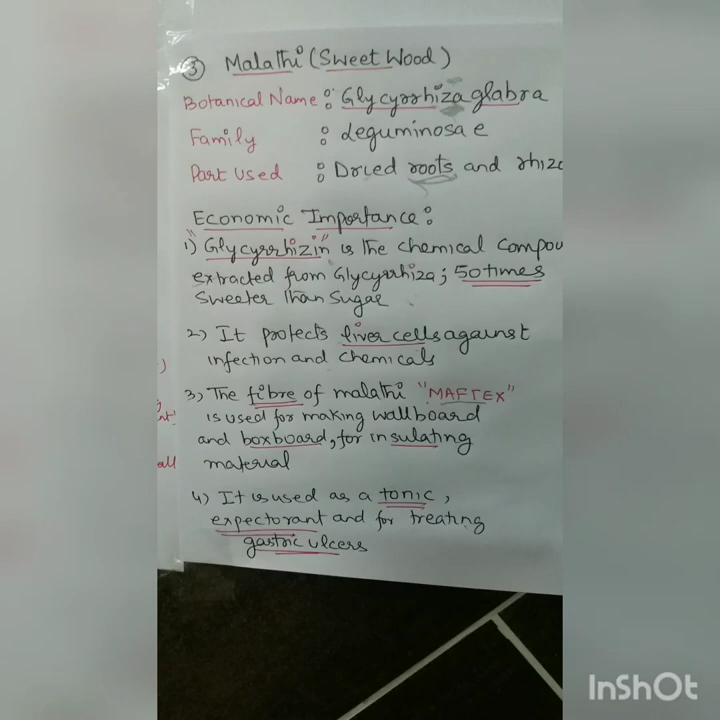 3 Malathi (Sweet Wood)
Botanical Name : Glycyrrhiza glabra
Family : Leguminosae
Part Used : Dried roots and rhizo
Economic Importance :
1) "Glycyrrhizin" is the chemical compou
extracted from Glycyrrhiza; 50 times
Sweeter than Sugar
2) It protects liver cells against
infection and chemicals
3) The fibre of malathi "MAFTEX"
is used for making wallboard
and boxboard, for insulating
material
4) It is used as a tonic,
expectorant and for treating
gastric ulcers
all
InShOt